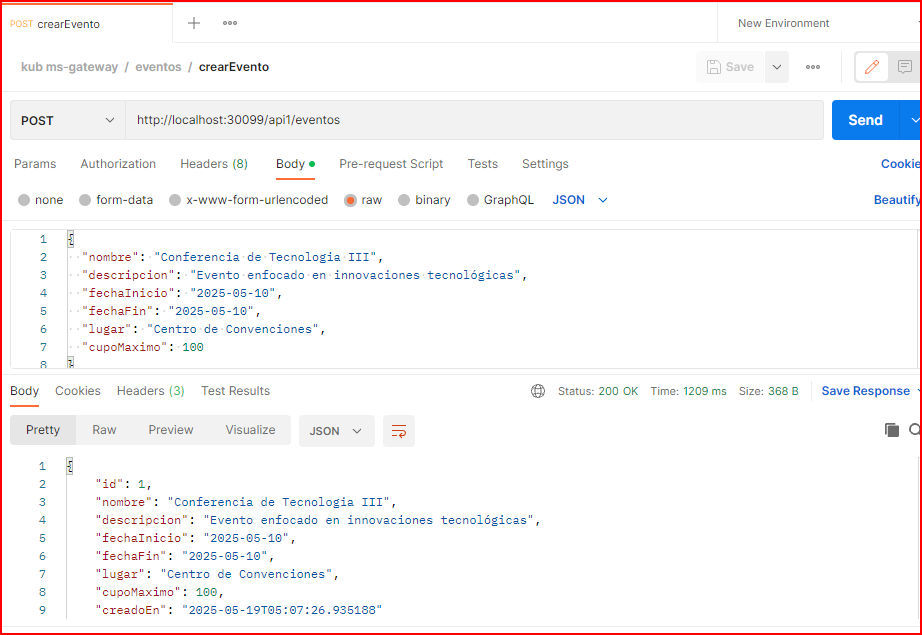 POST crearEvento
New Environment
kub ms-gateway / eventos / crearEvento
Save
POST http://localhost:30099/api1/eventos Send
Params Authorization Headers (8) Body Pre-request Script Tests Settings Cookie
none form-data x-www-form-urlencoded raw binary GraphQL JSON Beautify
1 {
2 "nombre": "Conferencia de Tecnologia III",
3 "descripcion": "Evento enfocado en innovaciones tecnológicas",
4 "fechaInicio": "2025-05-10",
5 "fechaFin": "2025-05-10",
6 "lugar": "Centro de Convenciones",
7 "cupoMaximo": 100
8 }
Body Cookies Headers (3) Test Results Status: 200 OK Time: 1209 ms Size: 368 B Save Response
Pretty Raw Preview Visualize JSON
1 {
2 "id": 1,
3 "nombre": "Conferencia de Tecnologia III",
4 "descripcion": "Evento enfocado en innovaciones tecnológicas",
5 "fechaInicio": "2025-05-10",
6 "fechaFin": "2025-05-10",
7 "lugar": "Centro de Convenciones",
8 "cupoMaximo": 100,
9 "creadoEn": "2025-05-19T05:07:26.935188"